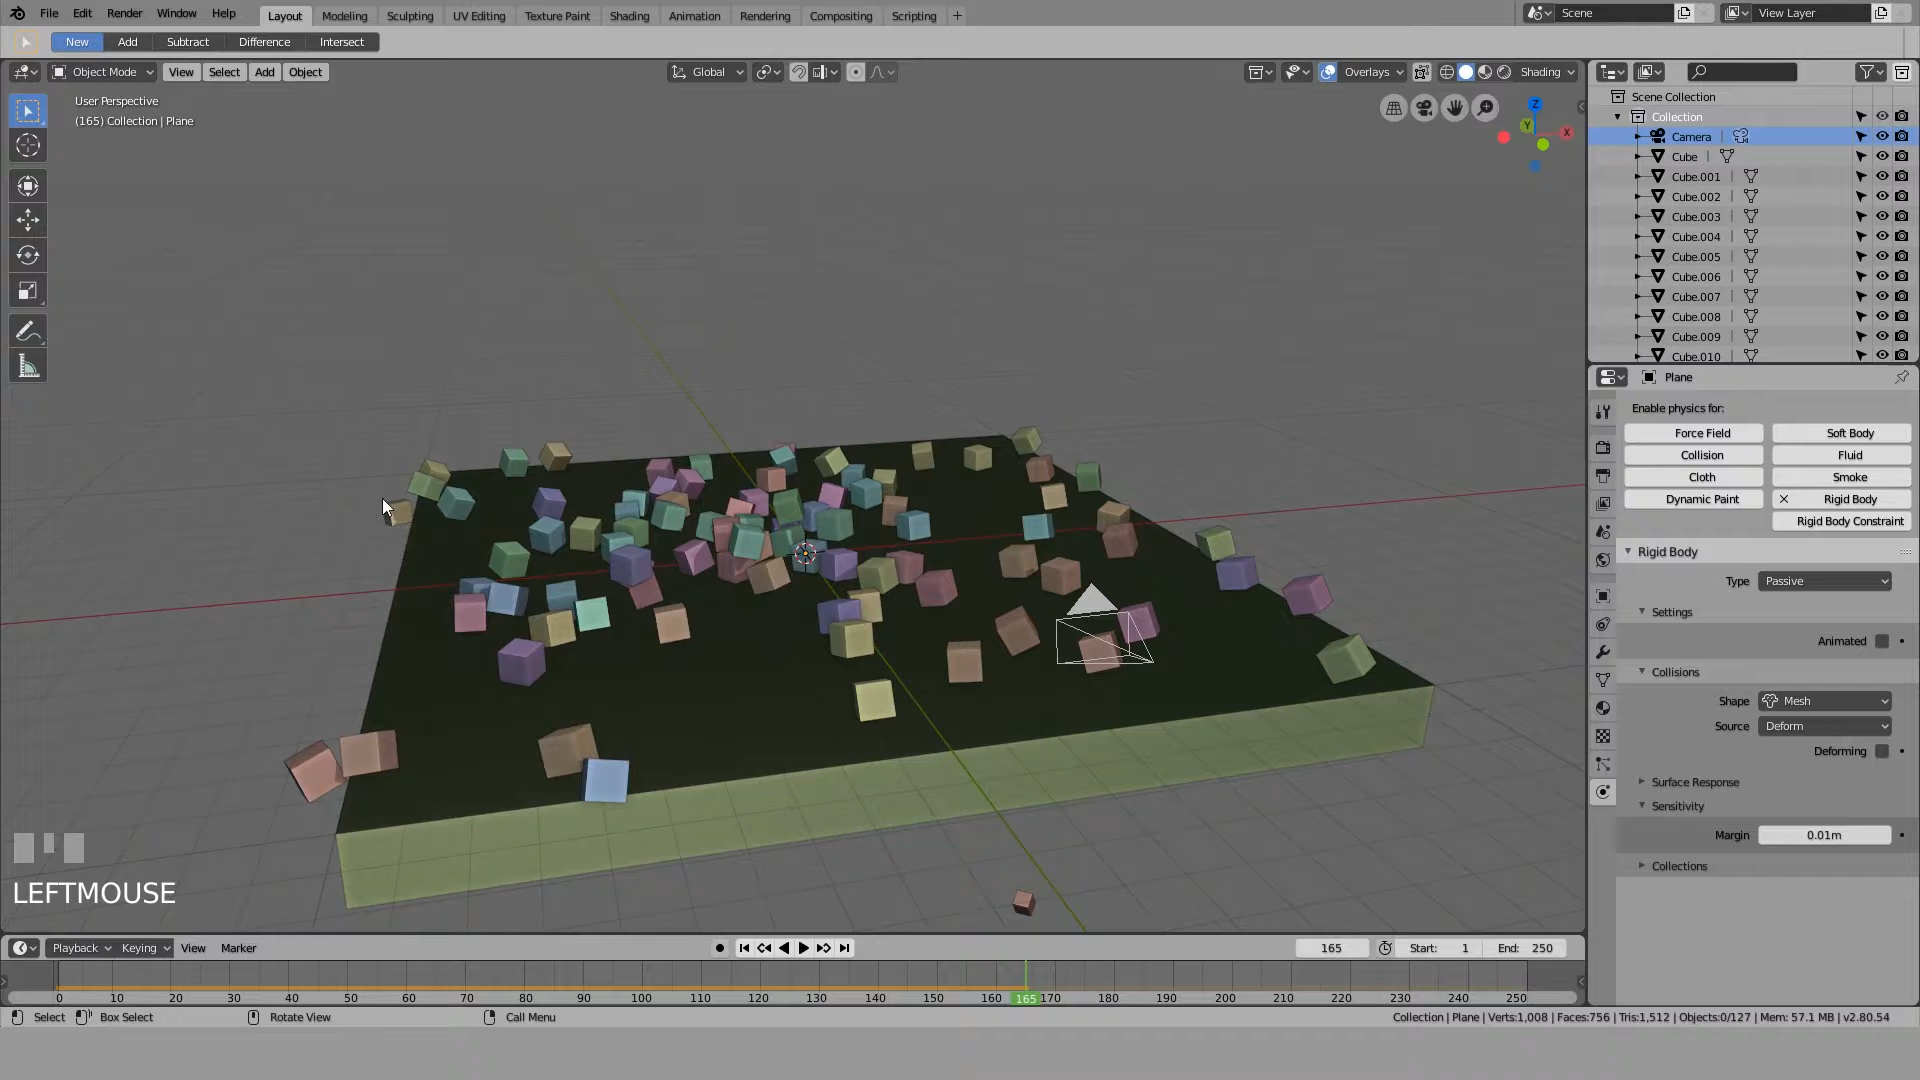 File Edit Render Window Help Layout Modeling Sculpting UV Editing Texture Paint Shading Animation Rendering Compositing Scripting + Scene View Layer
New Add Subtract Difference Intersect
Object Mode View Select Add Object Global Overlays Shading
User Perspective
(165) Collection | Plane
Z
Y
X
Scene Collection
Collection
Camera
Cube
Cube.001
Cube.002
Cube.003
Cube.004
Cube.005
Cube.006
Cube.007
Cube.008
Cube.009
Cube.010
Plane
Enable physics for:
Force Field Soft Body
Collision Fluid
Cloth Smoke
Dynamic Paint Rigid Body
Rigid Body Constraint
Rigid Body
Type Passive
Settings
Animated
Collisions
Shape Mesh
Source Deform
Deforming
Surface Response
Sensitivity
Margin 0.01m
Collections
LEFTMOUSE
Playback Keying View Marker 165 Start: 1 End: 250
0 10 20 30 40 50 60 70 80 90 100 110 120 130 140 150 160 165 170 180 190 200 210 220 230 240 250
Select Box Select Rotate View Call Menu Collection | Plane | Verts:1,008 | Faces:756 | Tris:1,512 | Objects:0/127 | Mem: 57.1 MB | v2.80.54